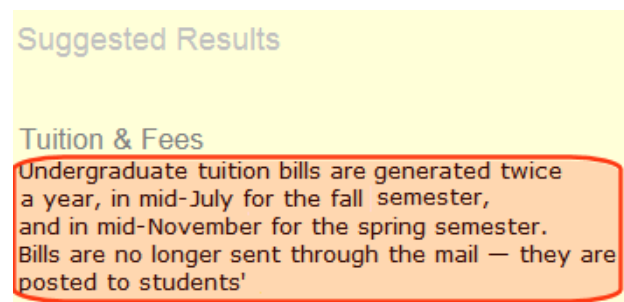 Suggested Results
Tuition & Fees
Undergraduate tuition bills are generated twice
a year, in mid-July for the fall semester,
and in mid-November for the spring semester.
Bills are no longer sent through the mail — they are
posted to students'